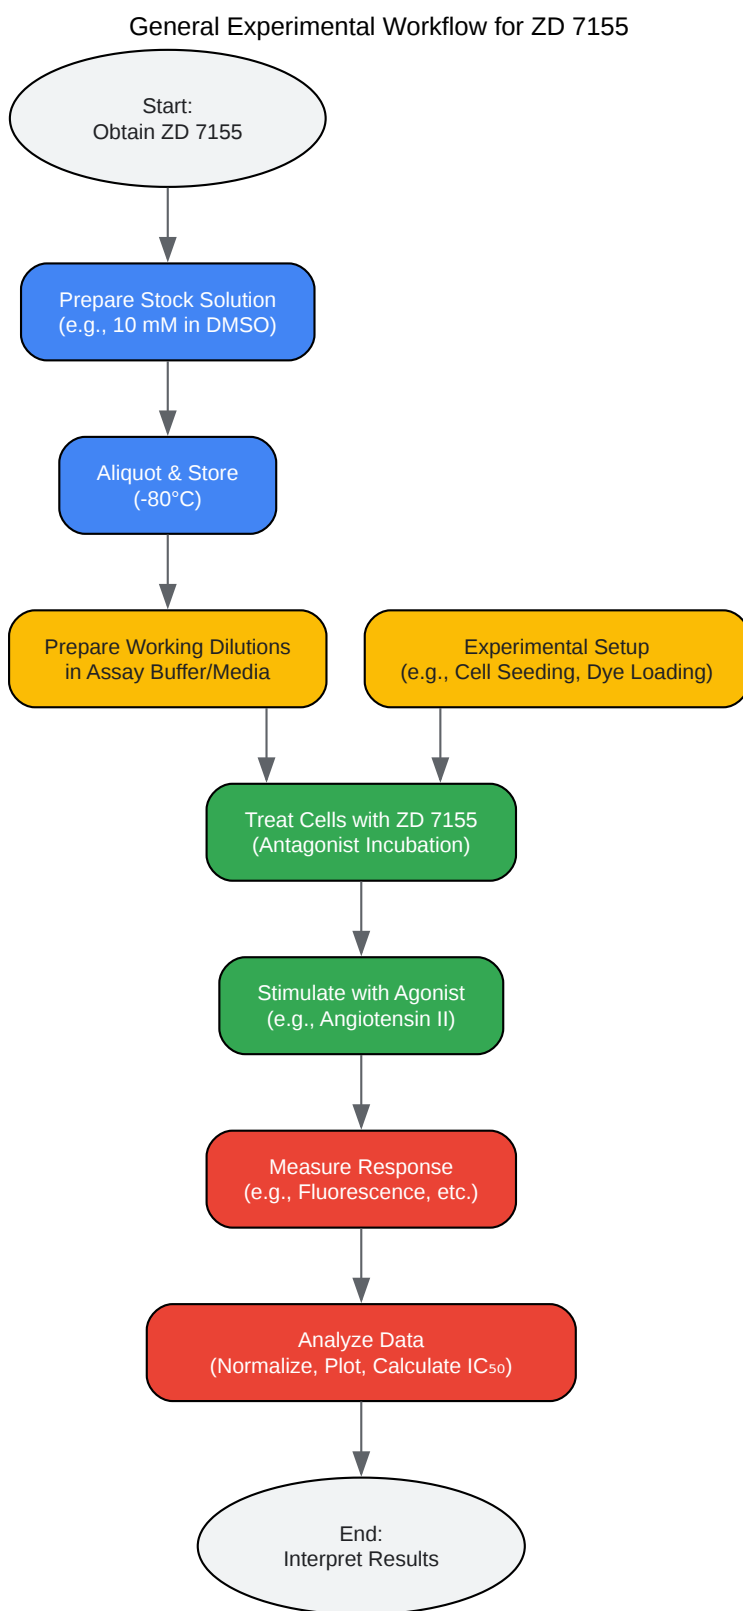 General Experimental Workflow for ZD 7155
Start:
Obtain ZD 7155
Prepare Stock Solution
(e.g., 10 mM in DMSO)
Aliquot & Store
(-80°C)
Prepare Working Dilutions
in Assay Buffer/Media
Experimental Setup
(e.g., Cell Seeding, Dye Loading)
Treat Cells with ZD 7155
(Antagonist Incubation)
Stimulate with Agonist
(e.g., Angiotensin II)
Measure Response
(e.g., Fluorescence, etc.)
Analyze Data
(Normalize, Plot, Calculate IC₅₀)
End:
Interpret Results